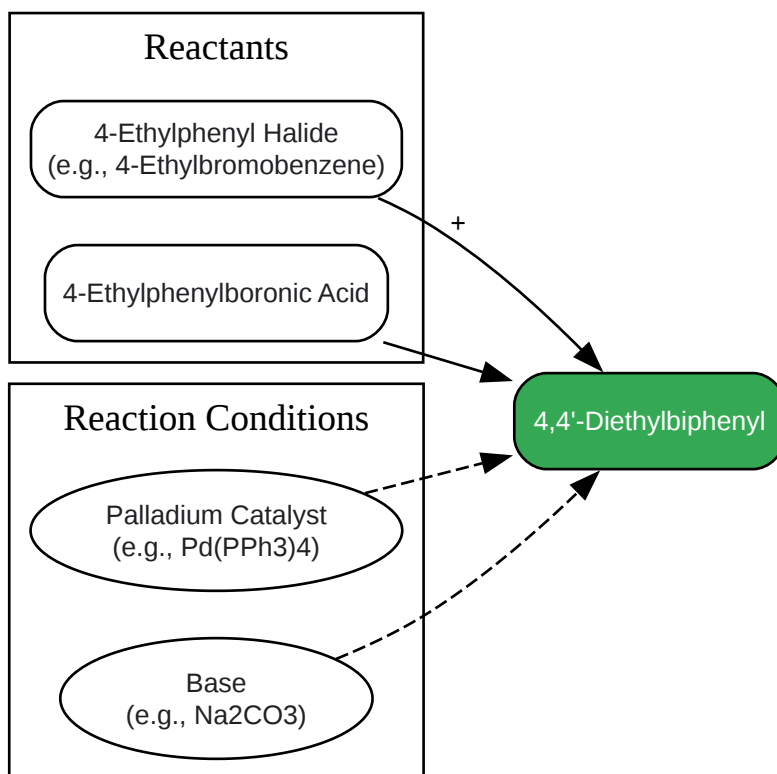 Reactants
4-Ethylphenyl Halide
(e.g., 4-Ethylbromobenzene)
+
4-Ethylphenylboronic Acid
4,4'-Diethylbiphenyl
Reaction Conditions
Palladium Catalyst
(e.g., Pd(PPh3)4)
Base
(e.g., Na2CO3)